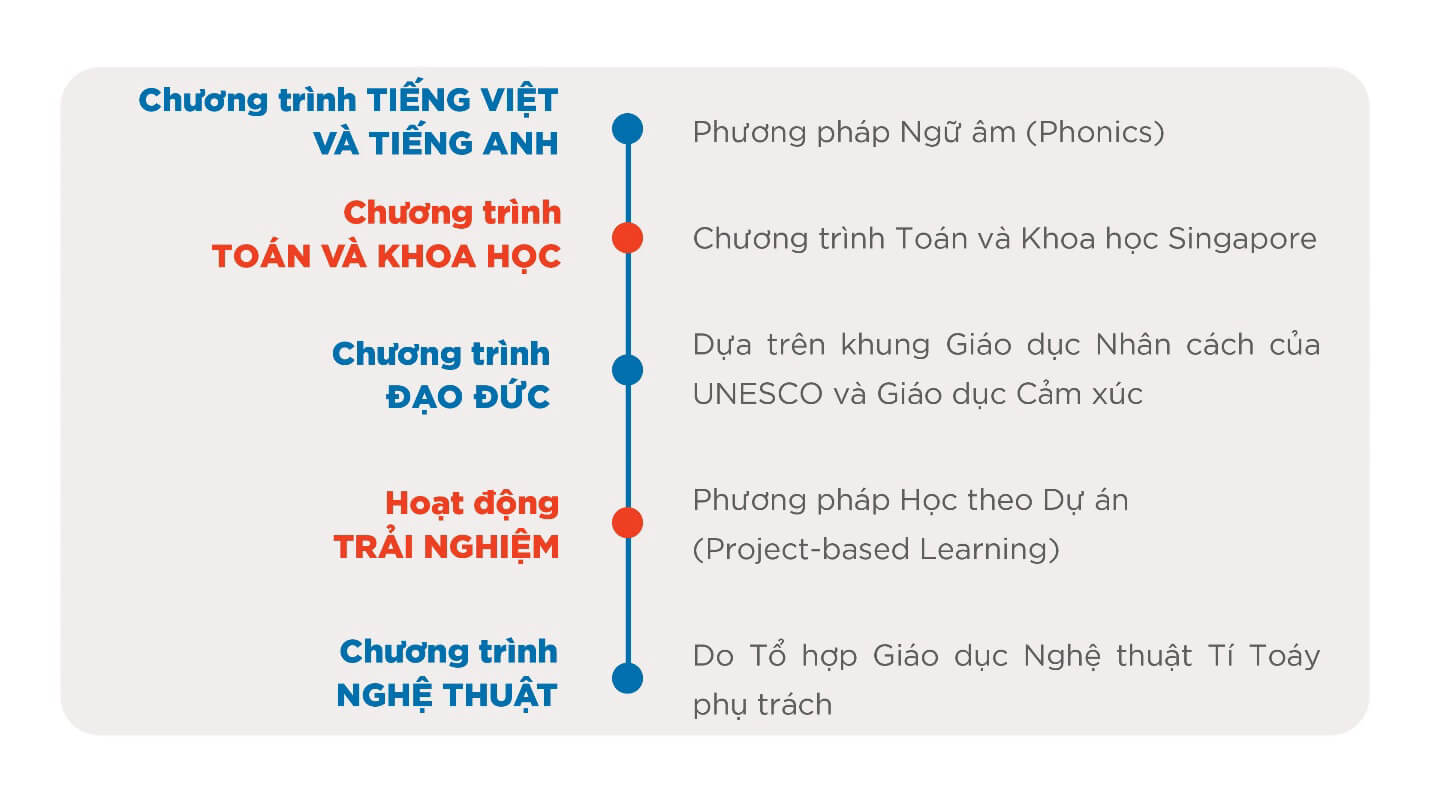 Chương trình TIẾNG VIỆT
VÀ TIẾNG ANH
Phương pháp Ngữ âm (Phonics)
Chương trình
TOÁN VÀ KHOA HỌC
Chương trình Toán và Khoa học Singapore
Chương trình
ĐẠO ĐỨC
Dựa trên khung Giáo dục Nhân cách của
UNESCO và Giáo dục Cảm xúc
Hoạt động
TRẢI NGHIỆM
Phương pháp Học theo Dự án
(Project-based Learning)
Chương trình
NGHỆ THUẬT
Do Tổ hợp Giáo dục Nghệ thuật Tí Toáy
phụ trách